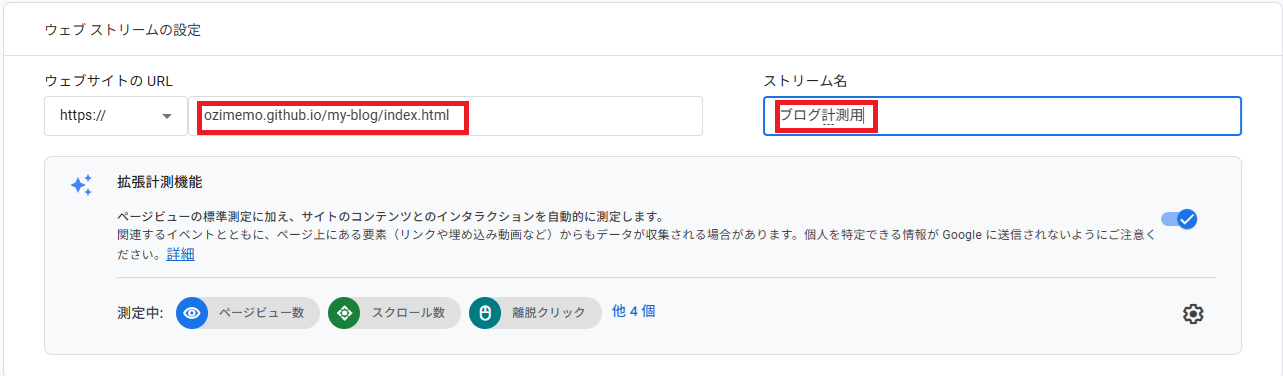 ウェブ ストリームの設定
ウェブサイトの URL
ストリーム名
https://
ozimemo.github.io/my-blog/index.html
ブログ計測用
拡張計測機能
ページビューの標準測定に加え、サイトのコンテンツとのインタラクションを自動的に測定します。
関連するイベントとともに、ページ上にある要素（リンクや埋め込み動画など）からもデータが収集される場合があります。個人を特定できる情報が Google に送信されないようにご注意く
ださい。詳細
測定中: ページビュー数 スクロール数 離脱クリック 他 4 個